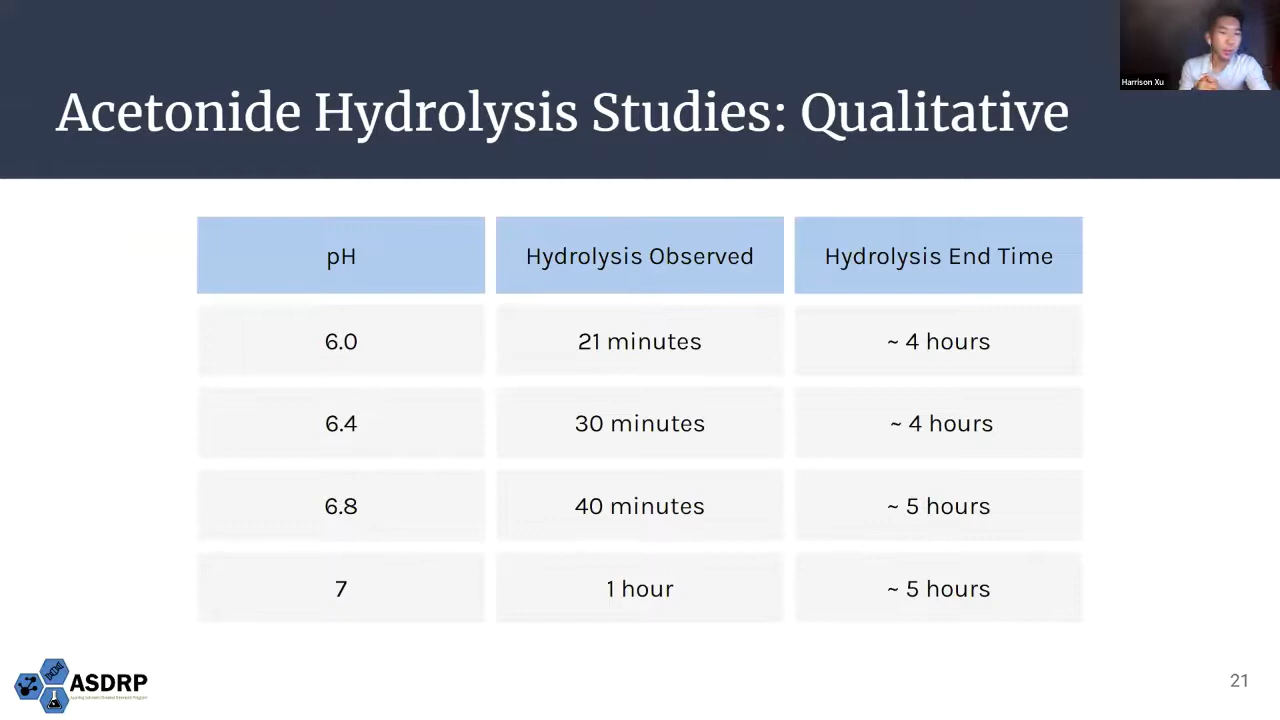 Harrison Xu
Acetonide Hydrolysis Studies: Qualitative
pH Hydrolysis Observed Hydrolysis End Time
6.0 21 minutes ~ 4 hours
6.4 30 minutes ~ 4 hours
6.8 40 minutes ~ 5 hours
7 1 hour ~ 5 hours
ASDRP
21